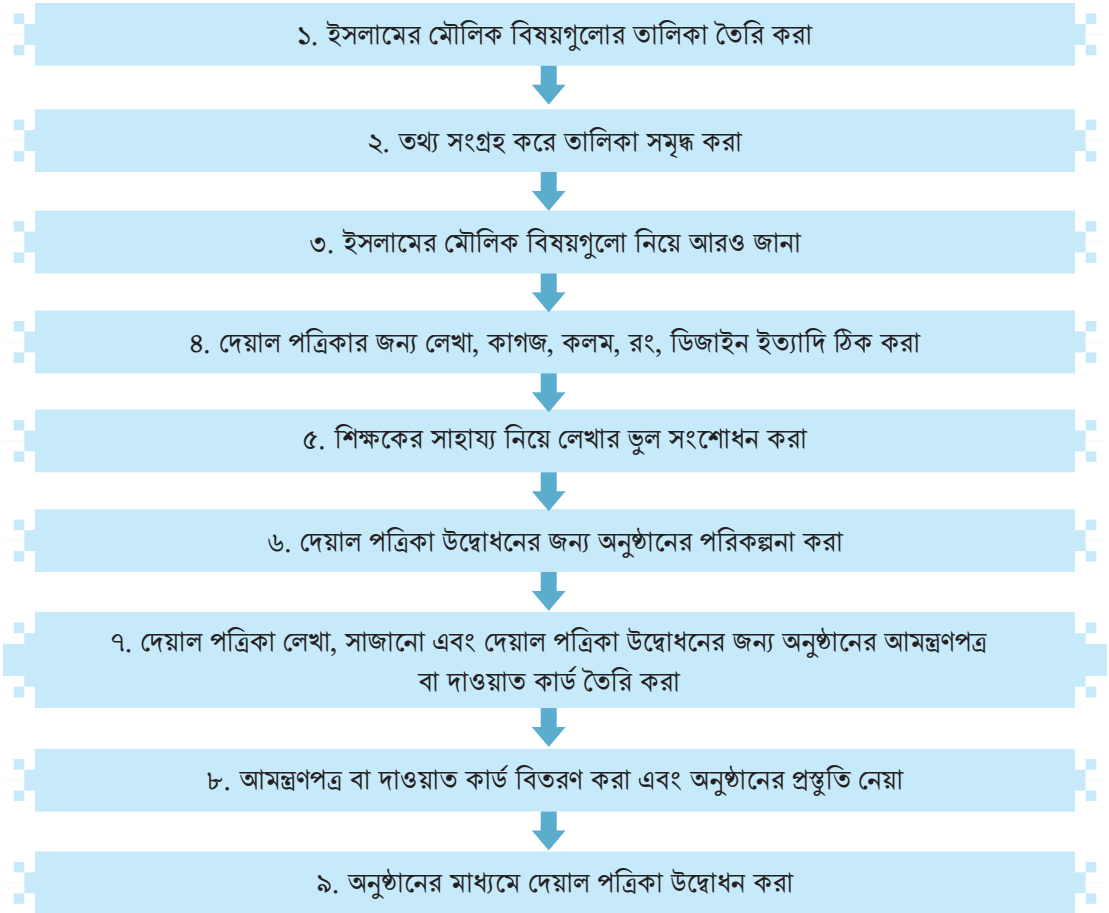 ১. ইসলামের মৌলিক বিষয়গুলোর তালিকা তৈরি করা
২. তথ্য সংগ্রহ করে তালিকা সমৃদ্ধ করা
৩. ইসলামের মৌলিক বিষয়গুলো নিয়ে আরও জানা
৪. দেয়াল পত্রিকার জন্য লেখা, কাগজ, কলম, রং, ডিজাইন ইত্যাদি ঠিক করা
৫. শিক্ষকের সাহায্য নিয়ে লেখার ভুল সংশোধন করা
৬. দেয়াল পত্রিকা উদ্বোধনের জন্য অনুষ্ঠানের পরিকল্পনা করা
৭. দেয়াল পত্রিকা লেখা, সাজানো এবং দেয়াল পত্রিকা উদ্বোধনের জন্য অনুষ্ঠানের আমন্ত্রণপত্র
বা দাওয়াত কার্ড তৈরি করা
৮. আমন্ত্রণপত্র বা দাওয়াত কার্ড বিতরণ করা এবং অনুষ্ঠানের প্রস্তুতি নেয়া
৯. অনুষ্ঠানের মাধ্যমে দেয়াল পত্রিকা উদ্বোধন করা